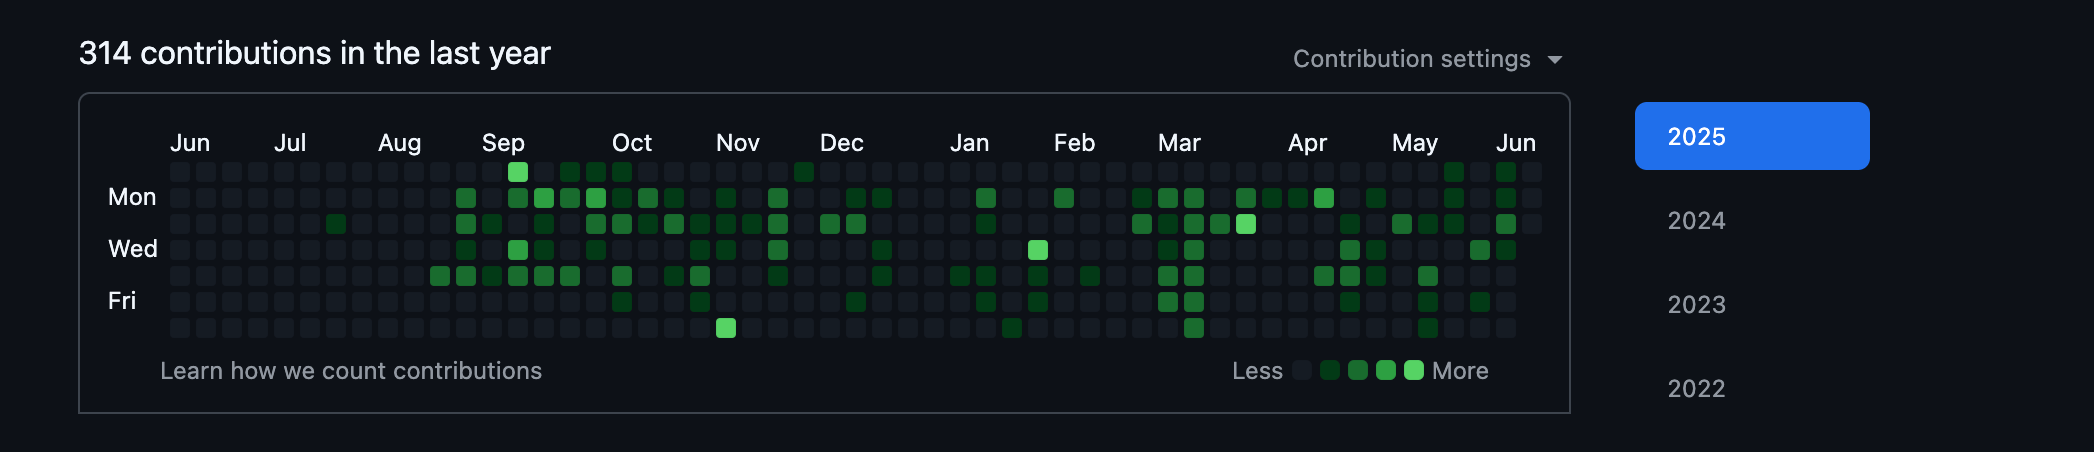 314 contributions in the last year
Contribution settings
Jun Jul Aug Sep Oct Nov Dec Jan Feb Mar Apr May Jun
Mon
Wed
Fri
Learn how we count contributions
Less More
2025
2024
2023
2022